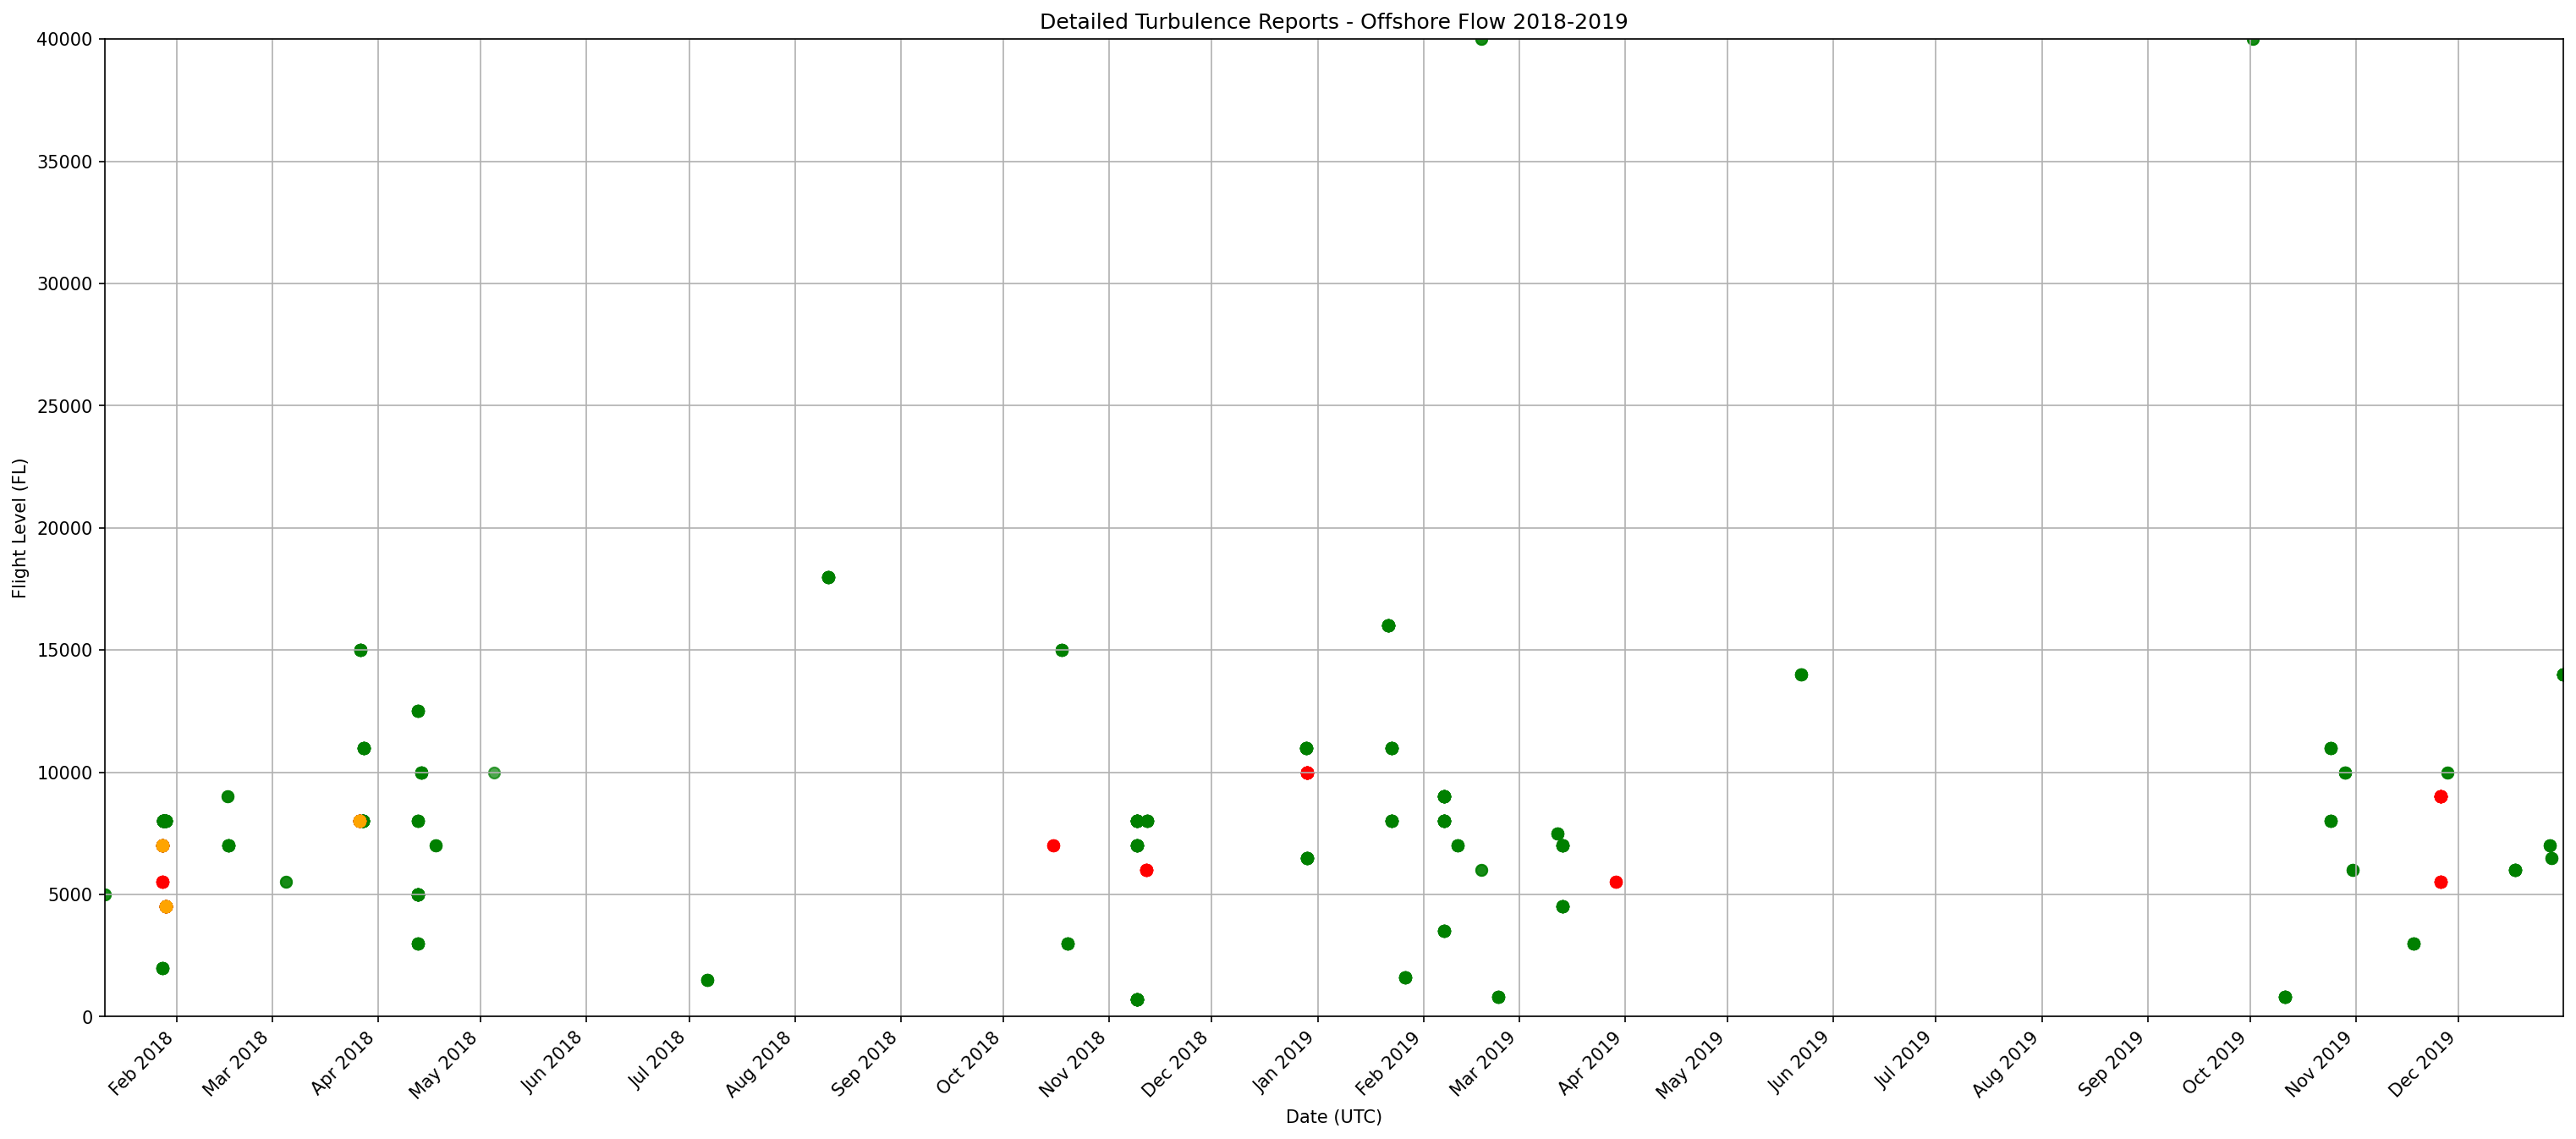 Detailed Turbulence Reports - Offshore Flow 2018-2019
40000
35000
30000
25000
20000
15000
10000
5000
0
Flight Level (FL)
Feb 2018
Mar 2018
Apr 2018
May 2018
Jun 2018
Jul 2018
Aug 2018
Sep 2018
Oct 2018
Nov 2018
Dec 2018
Jan 2019
Feb 2019
Mar 2019
Apr 2019
May 2019
Jun 2019
Jul 2019
Aug 2019
Sep 2019
Oct 2019
Nov 2019
Dec 2019
Date (UTC)